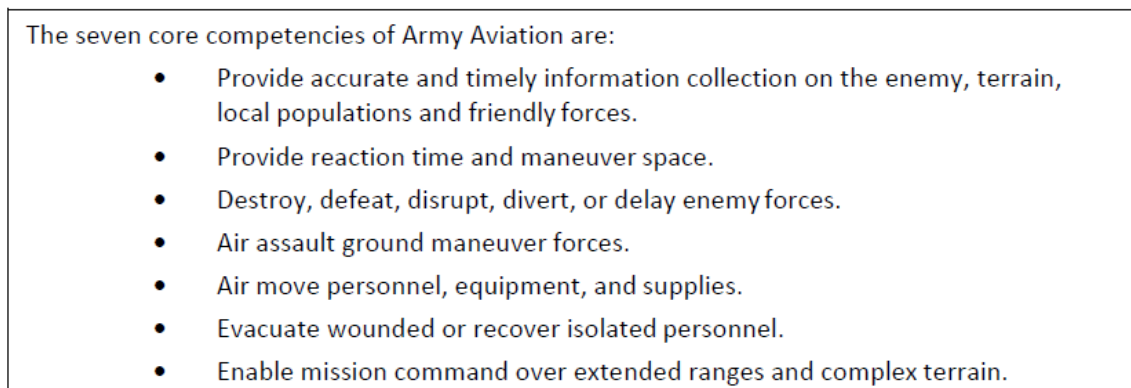 The seven core competencies of Army Aviation are:
• Provide accurate and timely information collection on the enemy, terrain,
local populations and friendly forces.
• Provide reaction time and maneuver space.
• Destroy, defeat, disrupt, divert, or delay enemy forces.
• Air assault ground maneuver forces.
• Air move personnel, equipment, and supplies.
• Evacuate wounded or recover isolated personnel.
• Enable mission command over extended ranges and complex terrain.